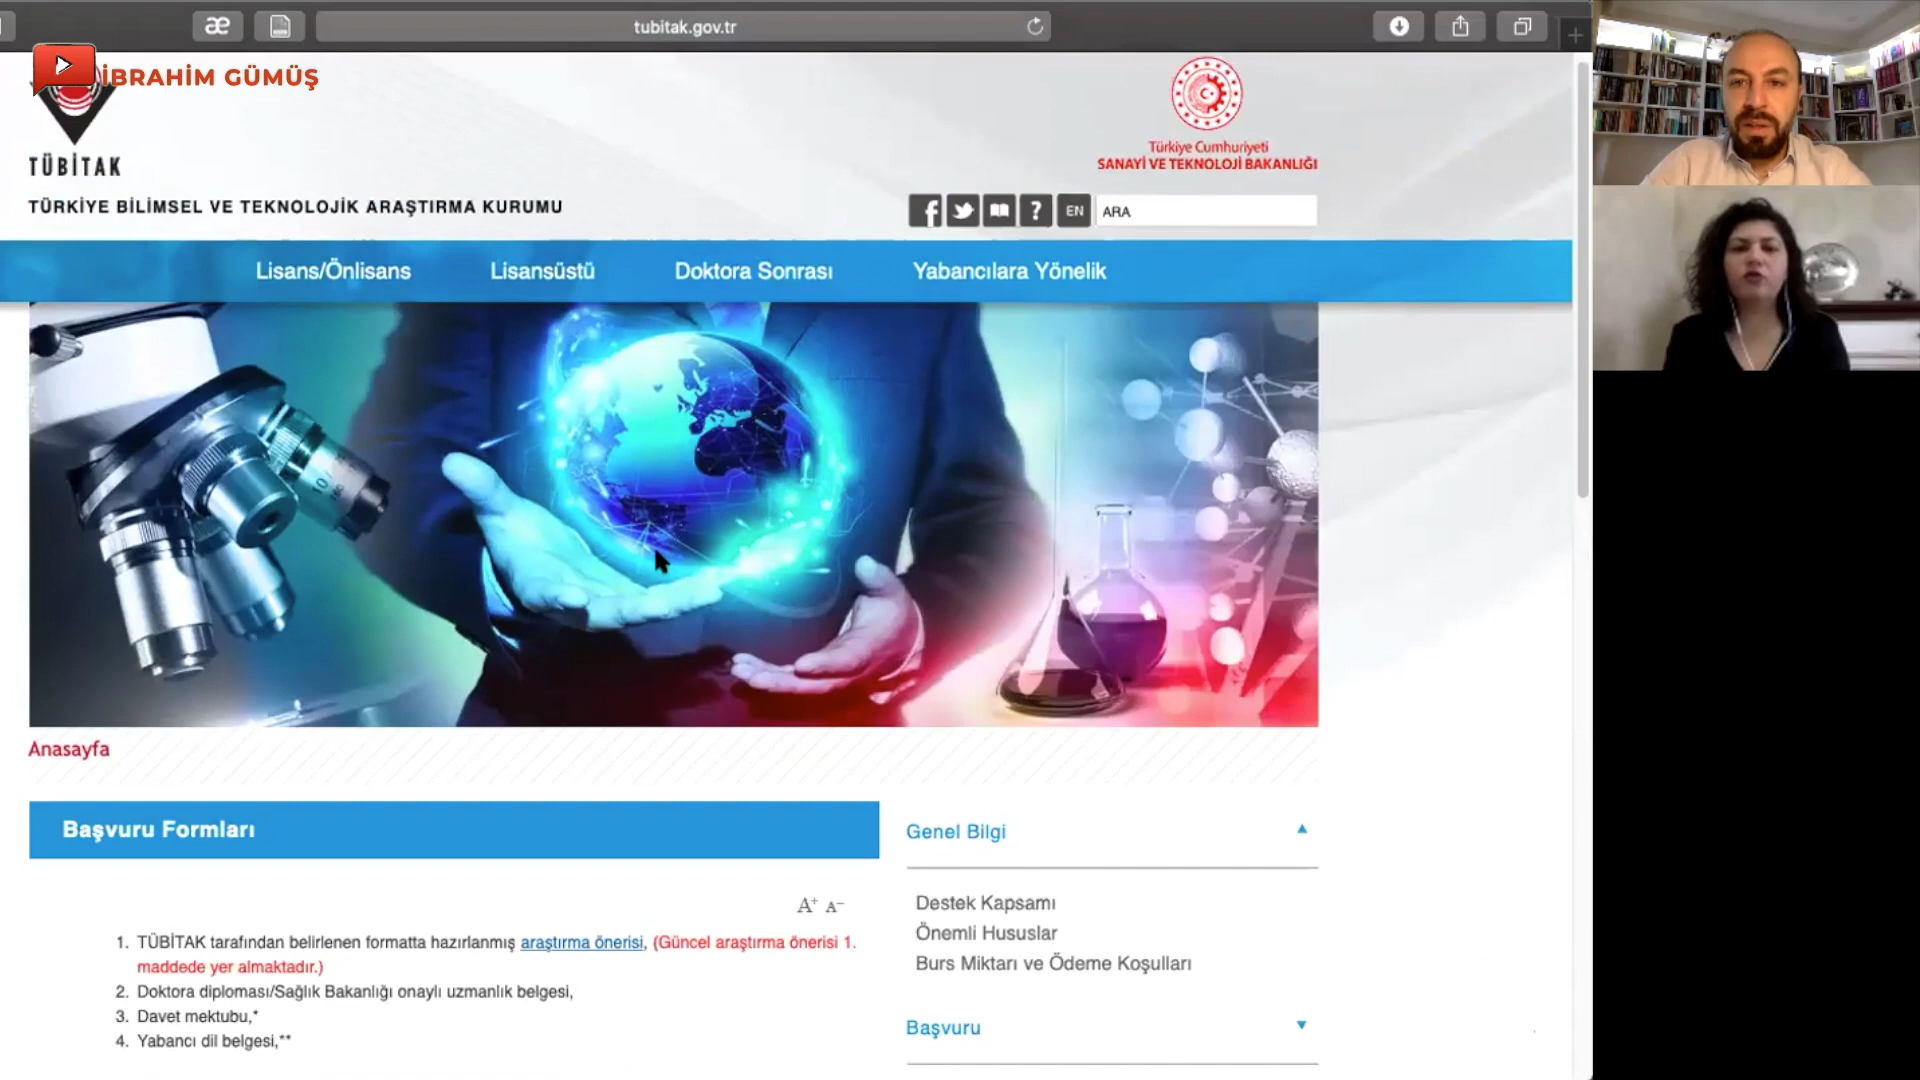 tubitak.gov.tr
İBRAHİM GÜMÜŞ
TÜBİTAK
TÜRKİYE BİLİMSEL VE TEKNOLOJİK ARAŞTIRMA KURUMU
Türkiye Cumhuriyeti
SANAYİ VE TEKNOLOJİ BAKANLIĞI
f ? EN ARA
Lisans/Önlisans Lisansüstü Doktora Sonrası Yabancılara Yönelik
Anasayfa
Başvuru Formları
A+ A−
1. TÜBİTAK tarafından belirlenen formatta hazırlanmış araştırma önerisi, (Güncel araştırma önerisi 1.
maddede yer almaktadır.)
2. Doktora diploması/Sağlık Bakanlığı onaylı uzmanlık belgesi,
3. Davet mektubu,*
4. Yabancı dil belgesi,**
Genel Bilgi
Destek Kapsamı
Önemli Hususlar
Burs Miktarı ve Ödeme Koşulları
Başvuru